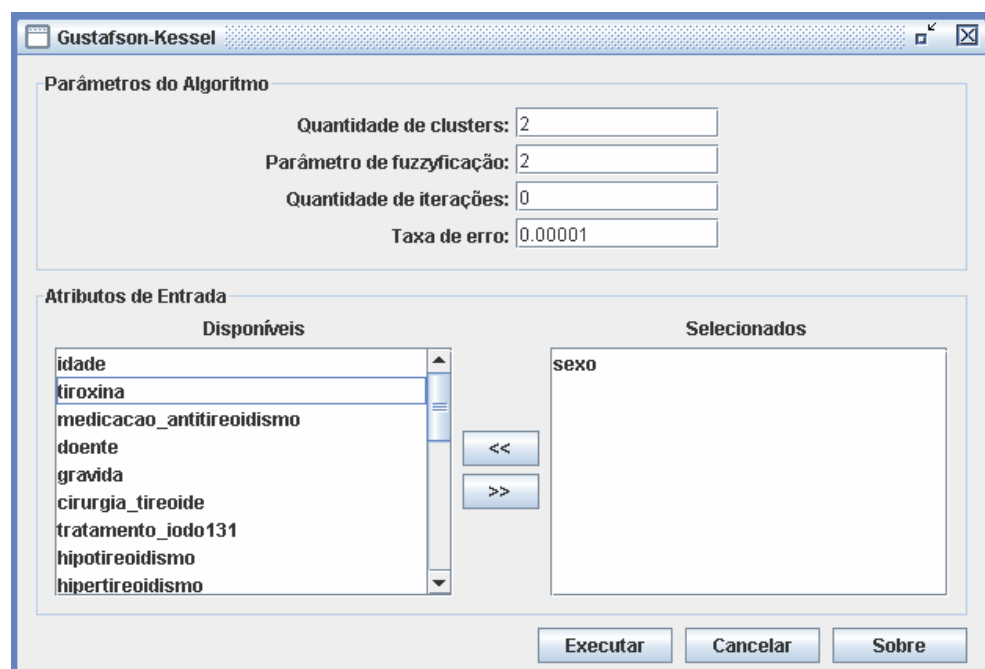 Gustafson-Kessel
Parâmetros do Algoritmo
Quantidade de clusters: 2
Parâmetro de fuzzyficação: 2
Quantidade de iterações: 0
Taxa de erro: 0.00001
Atributos de Entrada
Disponíveis
idade
tiroxina
medicacao_antitireoidismo
doente
gravida
cirurgia_tireoide
tratamento_iodo131
hipotireoidismo
hipertireoidismo
<<
>>
Selecionados
sexo
Executar Cancelar Sobre